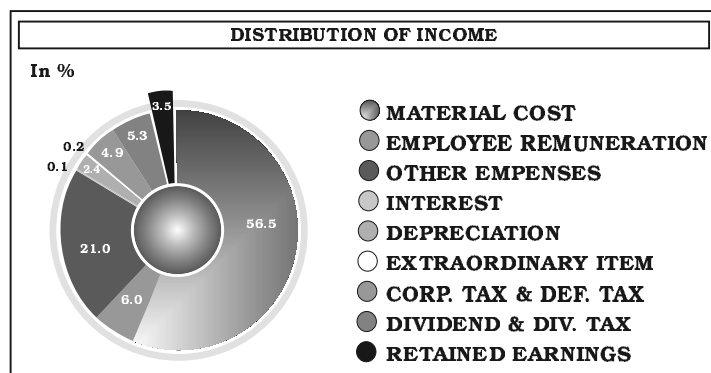 DISTRIBUTION OF INCOME
In %
3.5
5.3
4.9
0.2
2.4
0.1
56.5
21.0
6.0
MATERIAL COST
EMPLOYEE REMUNERATION
OTHER EMPENSES
INTEREST
DEPRECIATION
EXTRAORDINARY ITEM
CORP. TAX & DEF. TAX
DIVIDEND & DIV. TAX
RETAINED EARNINGS